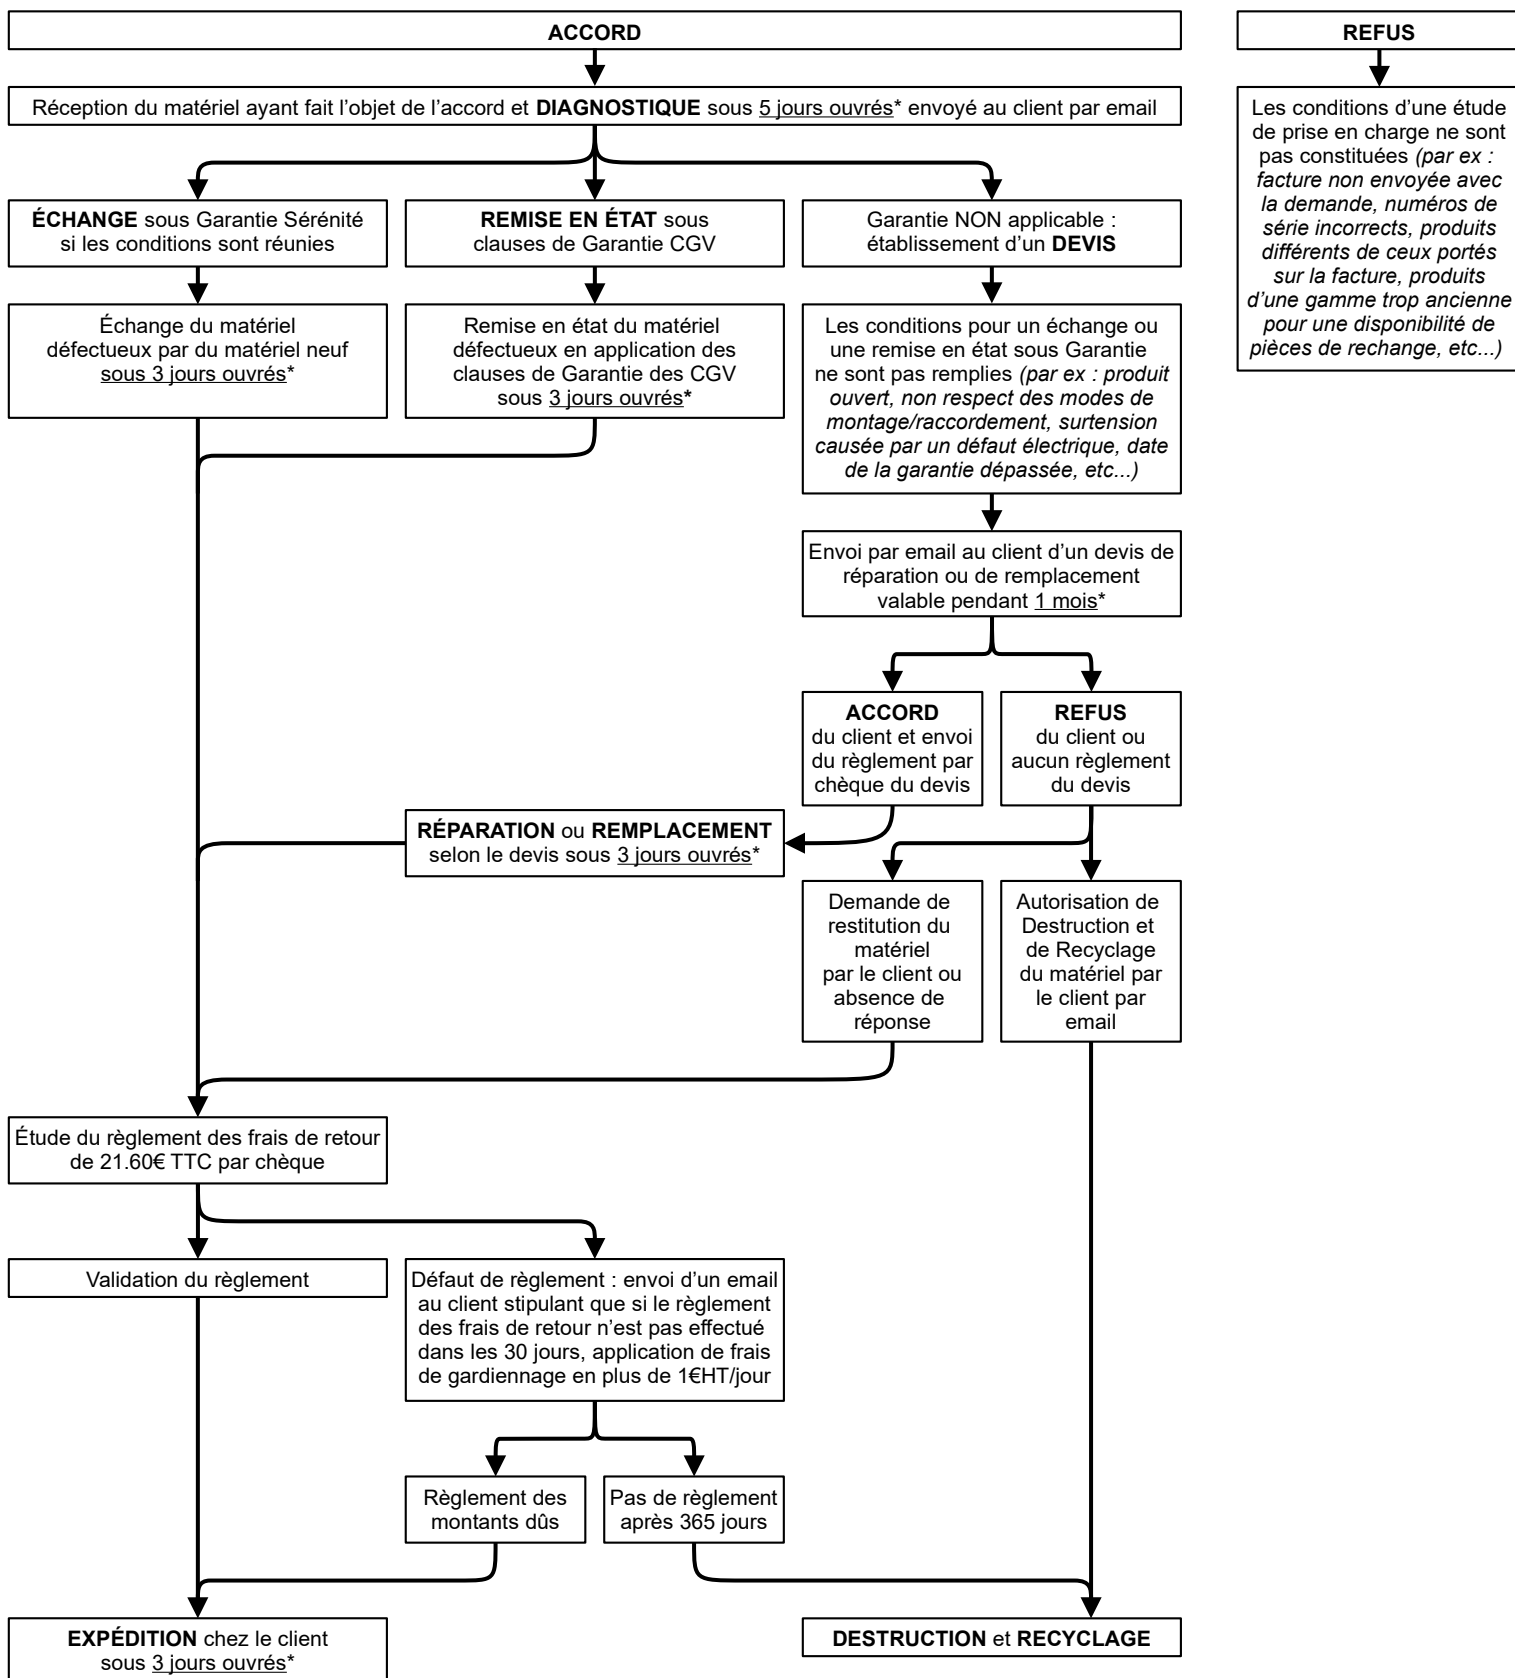 ACCORD
REFUS
Réception du matériel ayant fait l’objet de l’accord et DIAGNOSTIQUE sous 5 jours ouvrés* envoyé au client par email
Les conditions d’une étude
de prise en charge ne sont
pas constituées (par ex :
facture non envoyée avec
la demande, numéros de
série incorrects, produits
différents de ceux portés
sur la facture, produits
d’une gamme trop ancienne
pour une disponibilité de
pièces de rechange, etc...)
ÉCHANGE sous Garantie Sérénité
si les conditions sont réunies
REMISE EN ÉTAT sous
clauses de Garantie CGV
Garantie NON applicable :
établissement d’un DEVIS
Échange du matériel
défectueux par du matériel neuf
sous 3 jours ouvrés*
Remise en état du matériel
défectueux en application des
clauses de Garantie des CGV
sous 3 jours ouvrés*
Les conditions pour un échange ou
une remise en état sous Garantie
ne sont pas remplies (par ex : produit
ouvert, non respect des modes de
montage/raccordement, surtension
causée par un défaut électrique, date
de la garantie dépassée, etc...)
Envoi par email au client d’un devis de
réparation ou de remplacement
valable pendant 1 mois*
ACCORD
du client et envoi
du règlement par
chèque du devis
REFUS
du client ou
aucun règlement
du devis
RÉPARATION ou REMPLACEMENT
selon le devis sous 3 jours ouvrés*
Demande de
restitution du
matériel
par le client ou
absence de
réponse
Autorisation de
Destruction et
de Recyclage
du matériel par
le client par
email
Étude du règlement des frais de retour
de 21.60€ TTC par chèque
Validation du règlement
Défaut de règlement : envoi d’un email
au client stipulant que si le règlement
des frais de retour n’est pas effectué
dans les 30 jours, application de frais
de gardiennage en plus de 1€HT/jour
Règlement des
montants dûs
Pas de règlement
après 365 jours
EXPÉDITION chez le client
sous 3 jours ouvrés*
DESTRUCTION et RECYCLAGE